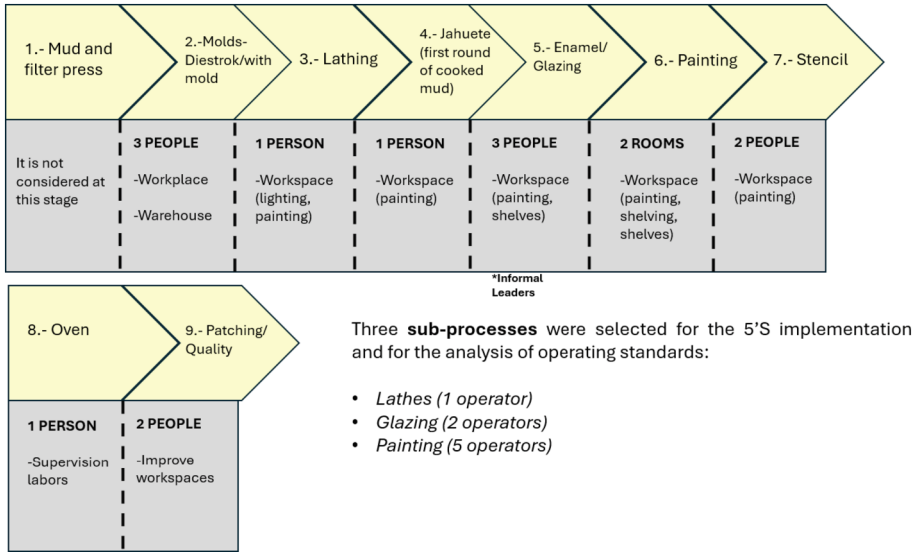 1.- Mud and
filter press
2.-Molds-
Diestrok/with
mold
3.- Lathing
4.- Jahuete
(first round
of cooked
mud)
5.- Enamel/
Glazing
6.- Painting
7.- Stencil
It is not
considered at
this stage
3 PEOPLE
-Workplace
-Warehouse
1 PERSON
-Workspace
(lighting,
painting)
1 PERSON
-Workspace
(painting)
3 PEOPLE
-Workspace
(painting,
shelves)
2 ROOMS
-Workspace
(painting,
shelving,
shelves)
2 PEOPLE
-Workspace
(painting)
*Informal
Leaders
8.- Oven
9.- Patching/
Quality
1 PERSON
-Supervision
labors
2 PEOPLE
-Improve
workspaces
Three sub-processes were selected for the 5'S implementation
and for the analysis of operating standards:
• Lathes (1 operator)
• Glazing (2 operators)
• Painting (5 operators)